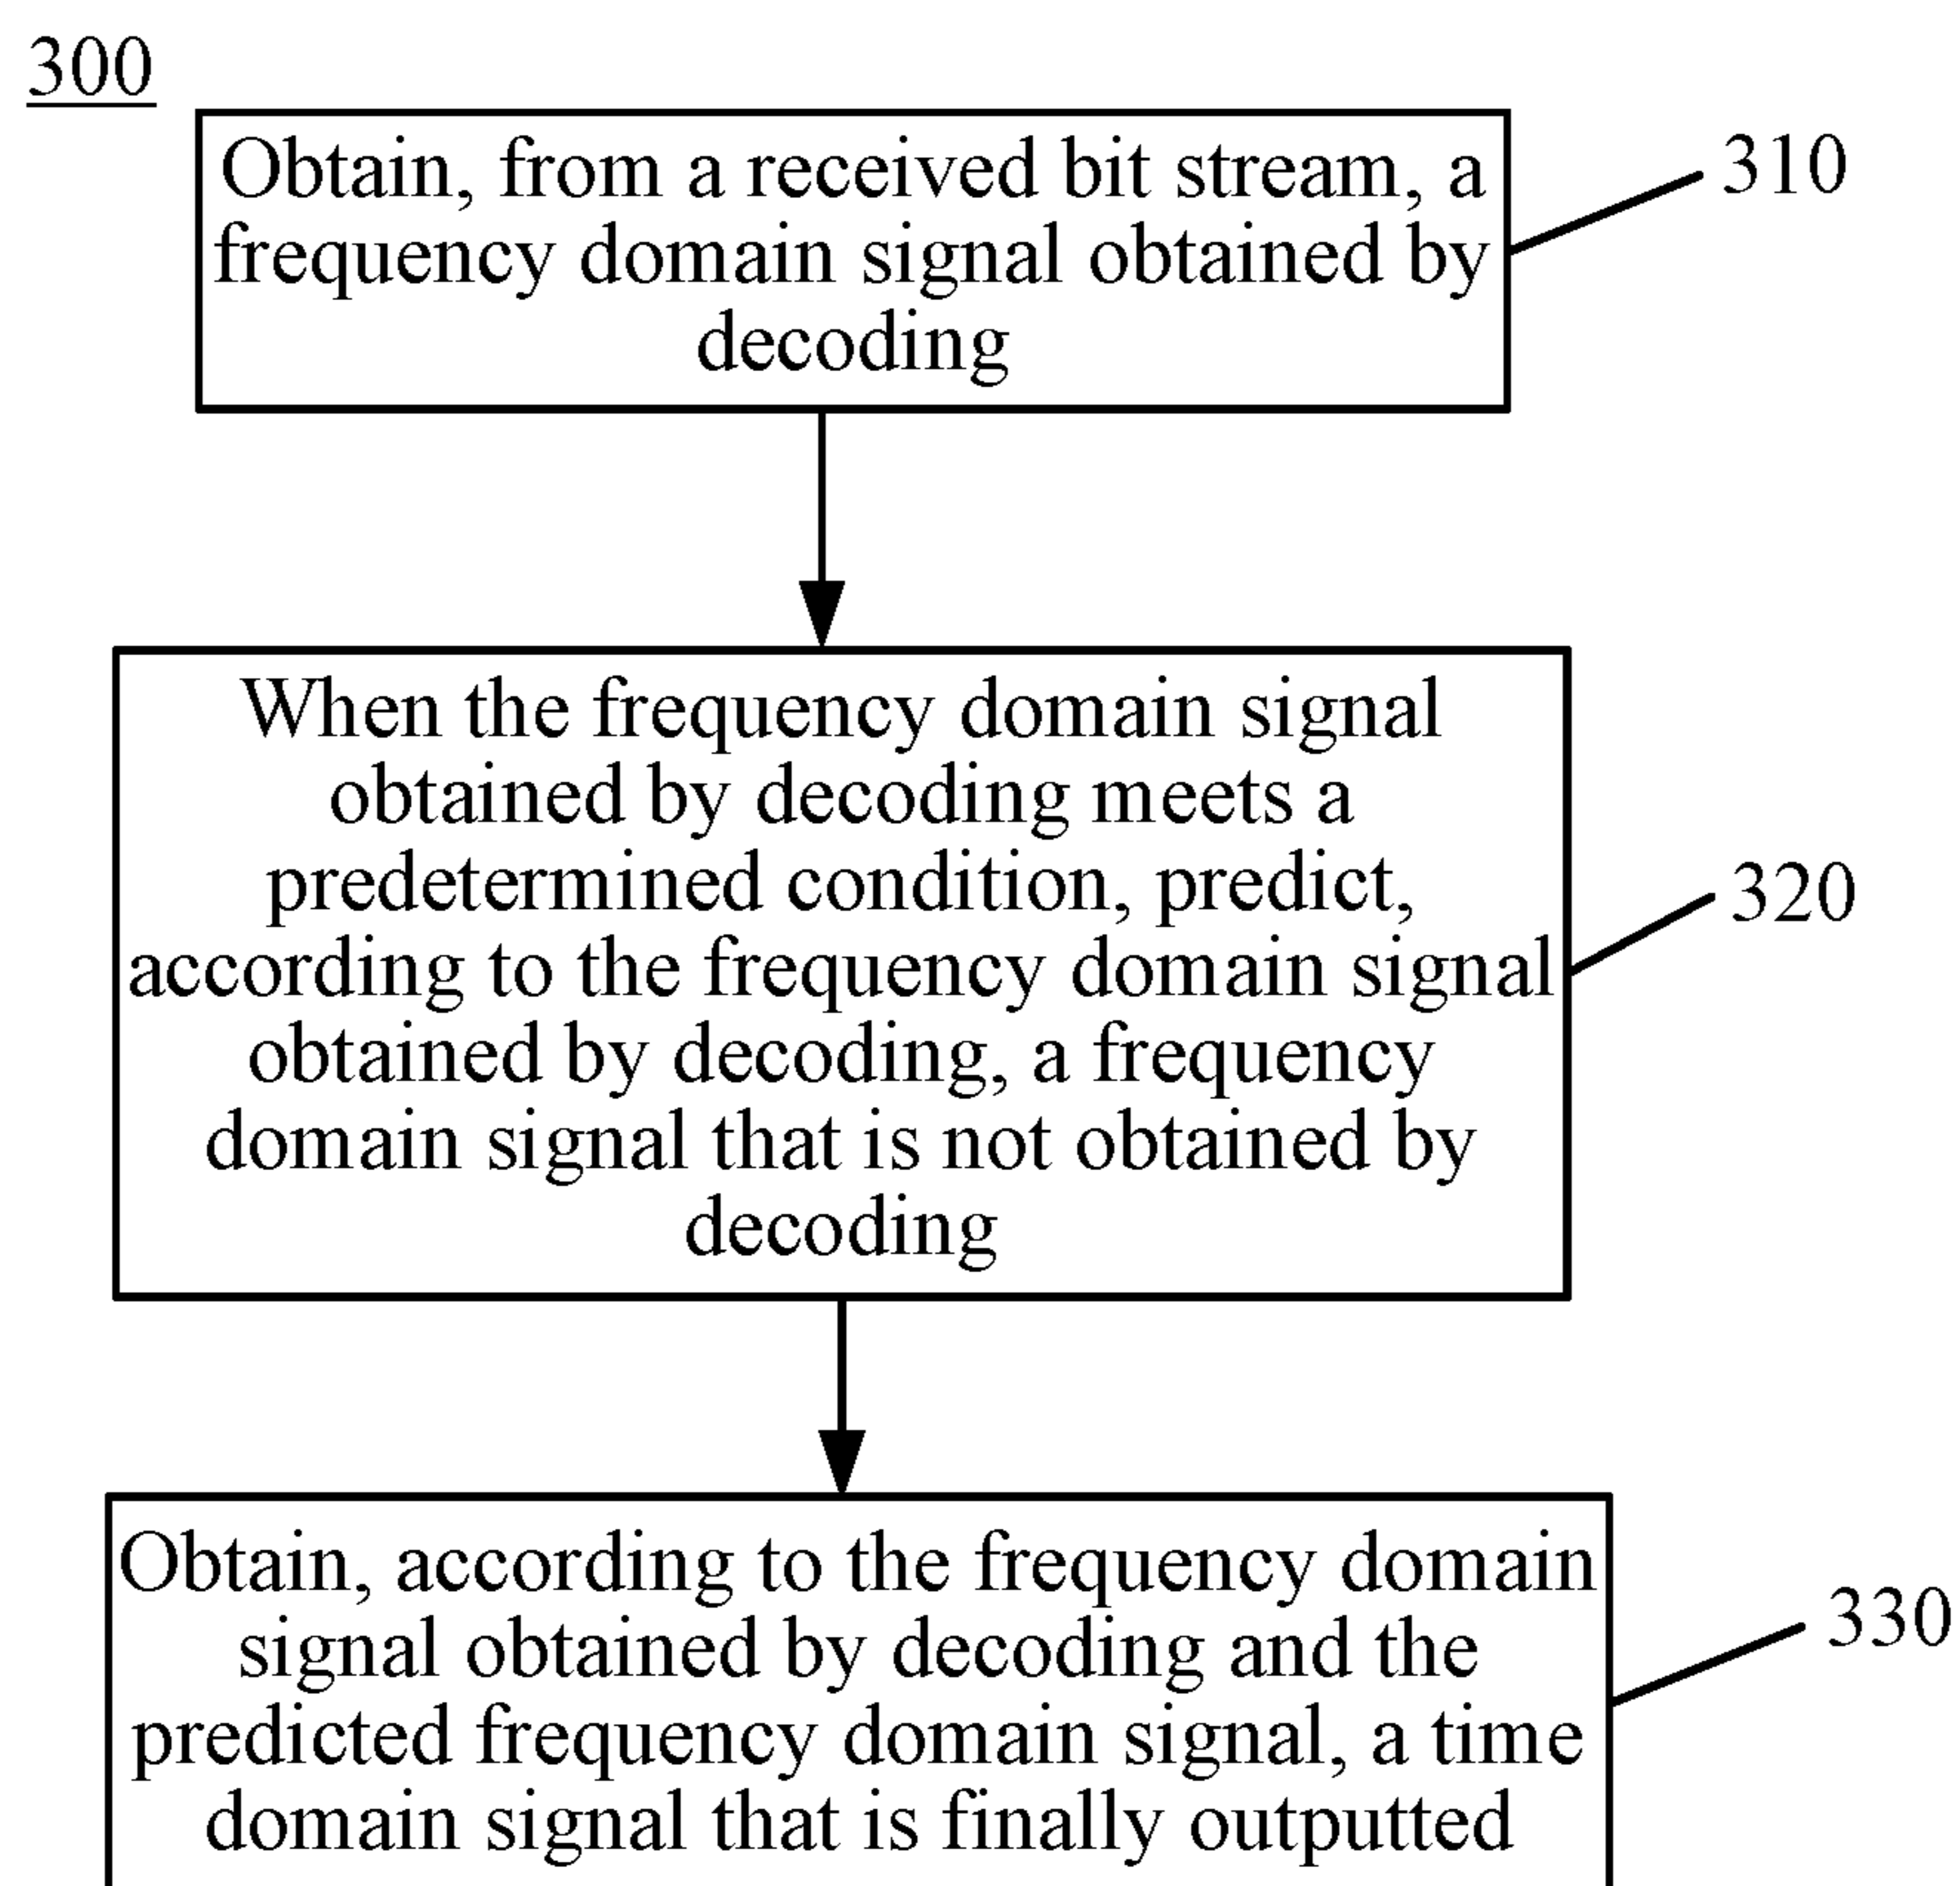 300
Obtain, from a received bit stream, a
frequency domain signal obtained by
decoding
310
When the frequency domain signal
obtained by decoding meets a
predetermined condition, predict,
according to the frequency domain signal
obtained by decoding, a frequency
domain signal that is not obtained by
decoding
320
Obtain, according to the frequency domain
signal obtained by decoding and the
predicted frequency domain signal, a time
domain signal that is finally outputted
330